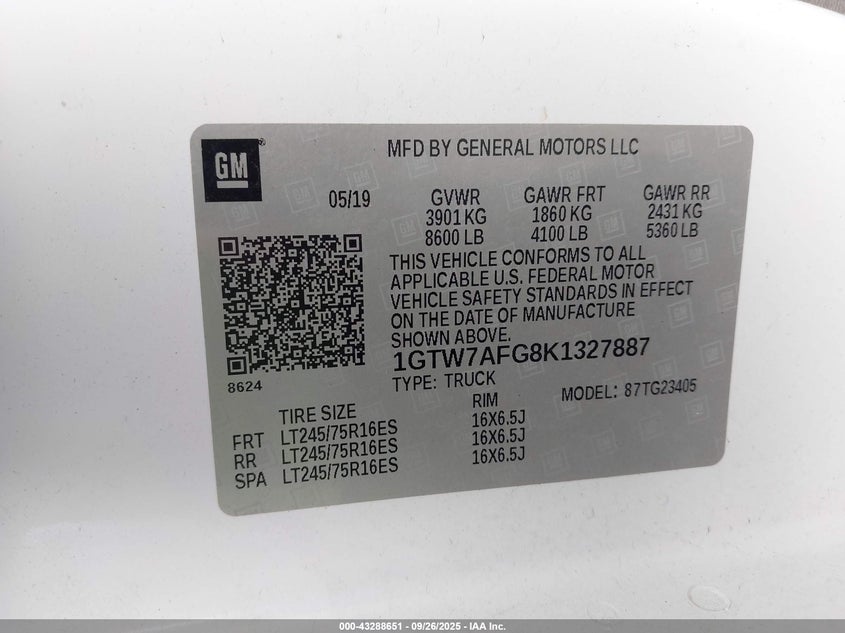 GM
MFD BY GENERAL MOTORS LLC
05/19
GVWR GAWR FRT GAWR RR
3901 KG 1860 KG 2431 KG
8600 LB 4100 LB 5360 LB
THIS VEHICLE CONFORMS TO ALL
APPLICABLE U.S. FEDERAL MOTOR
VEHICLE SAFETY STANDARDS IN EFFECT
ON THE DATE OF MANUFACTURE
SHOWN ABOVE.
8624
1GTW7AFG8K1327887
TYPE: TRUCK MODEL: 87TG23405
TIRE SIZE RIM
FRT LT245/75R16ES 16X6.5J
RR LT245/75R16ES 16X6.5J
SPA LT245/75R16ES 16X6.5J
000-43288651 - 09/26/2025 - IAA Inc.